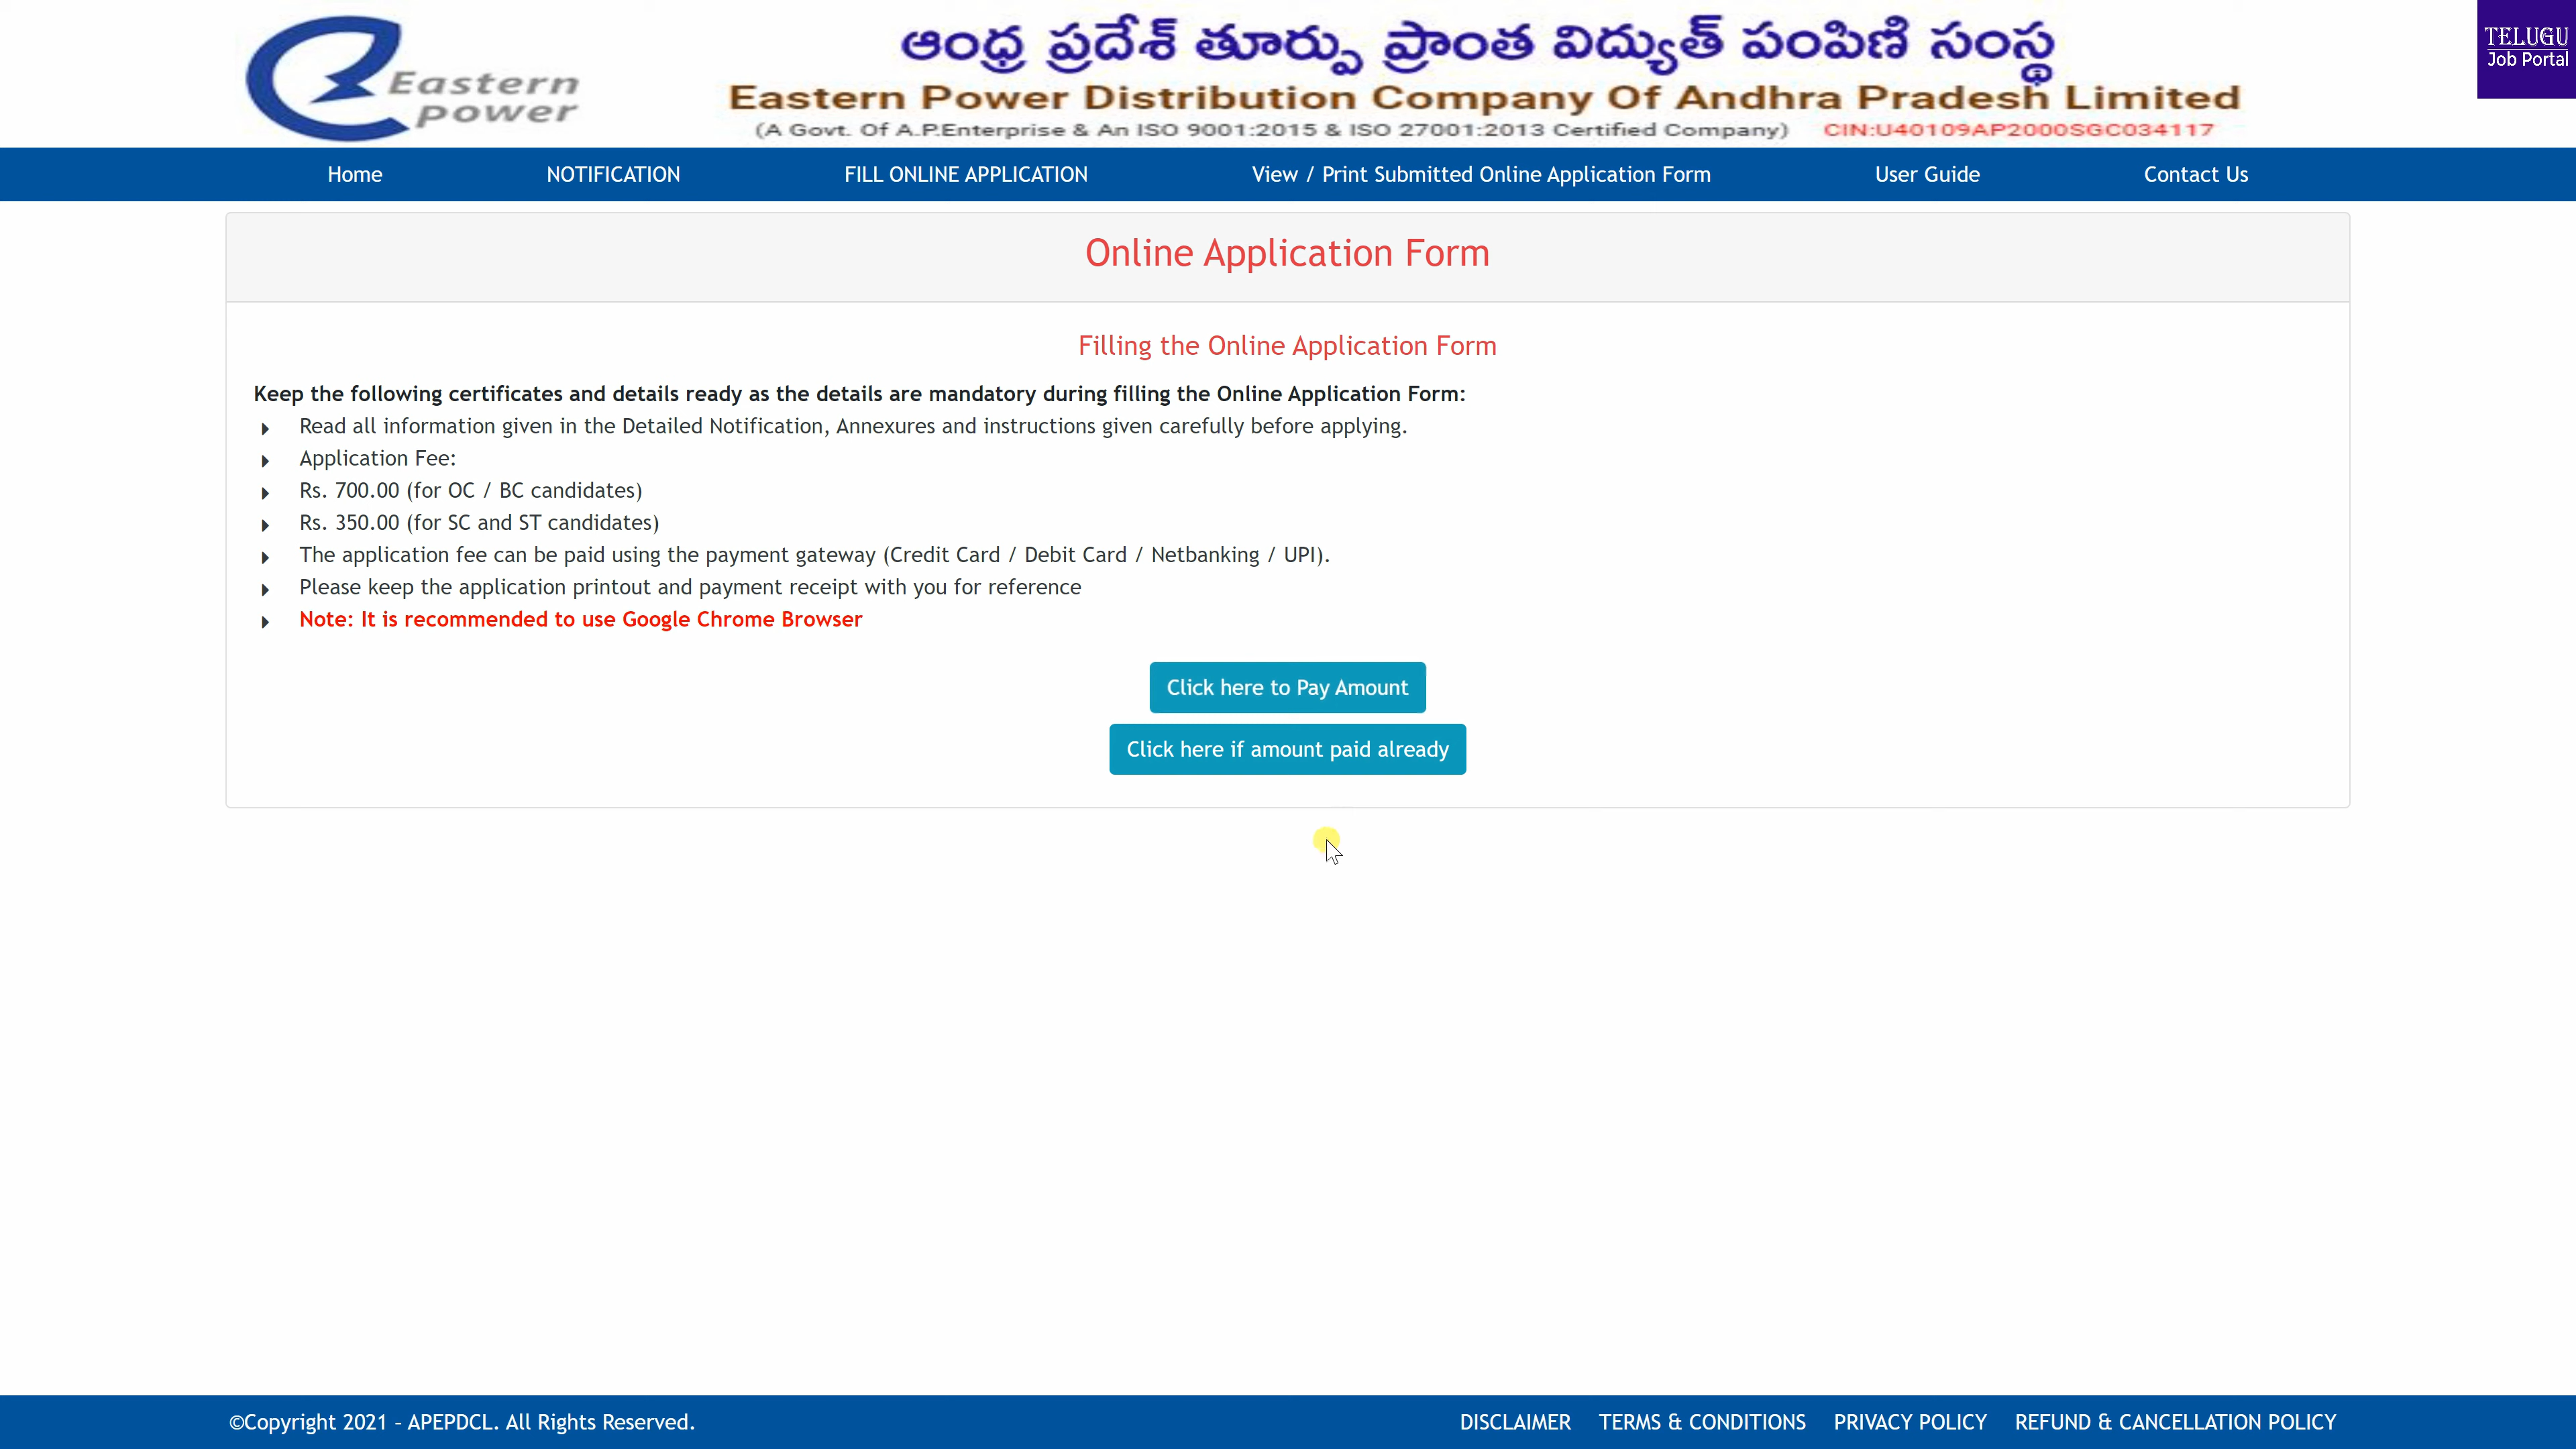 Eastern
power
ఆంధ్ర ప్రదేశ్ తూర్పు ప్రాంత విద్యుత్ పంపిణి సంస్థ
Eastern Power Distribution Company Of Andhra Pradesh Limited
(A Govt. Of A.P.Enterprise & An ISO 9001:2015 & ISO 27001:2013 Certified Company) CIN:U40109AP2000SGC034117
TELUGU
Job Portal
Home NOTIFICATION FILL ONLINE APPLICATION View / Print Submitted Online Application Form User Guide Contact Us
Online Application Form
Filling the Online Application Form
Keep the following certificates and details ready as the details are mandatory during filling the Online Application Form:
Read all information given in the Detailed Notification, Annexures and instructions given carefully before applying.
Application Fee:
Rs. 700.00 (for OC / BC candidates)
Rs. 350.00 (for SC and ST candidates)
The application fee can be paid using the payment gateway (Credit Card / Debit Card / Netbanking / UPI).
Please keep the application printout and payment receipt with you for reference
Note: It is recommended to use Google Chrome Browser
Click here to Pay Amount
Click here if amount paid already
©Copyright 2021 – APEPDCL. All Rights Reserved. DISCLAIMER TERMS & CONDITIONS PRIVACY POLICY REFUND & CANCELLATION POLICY